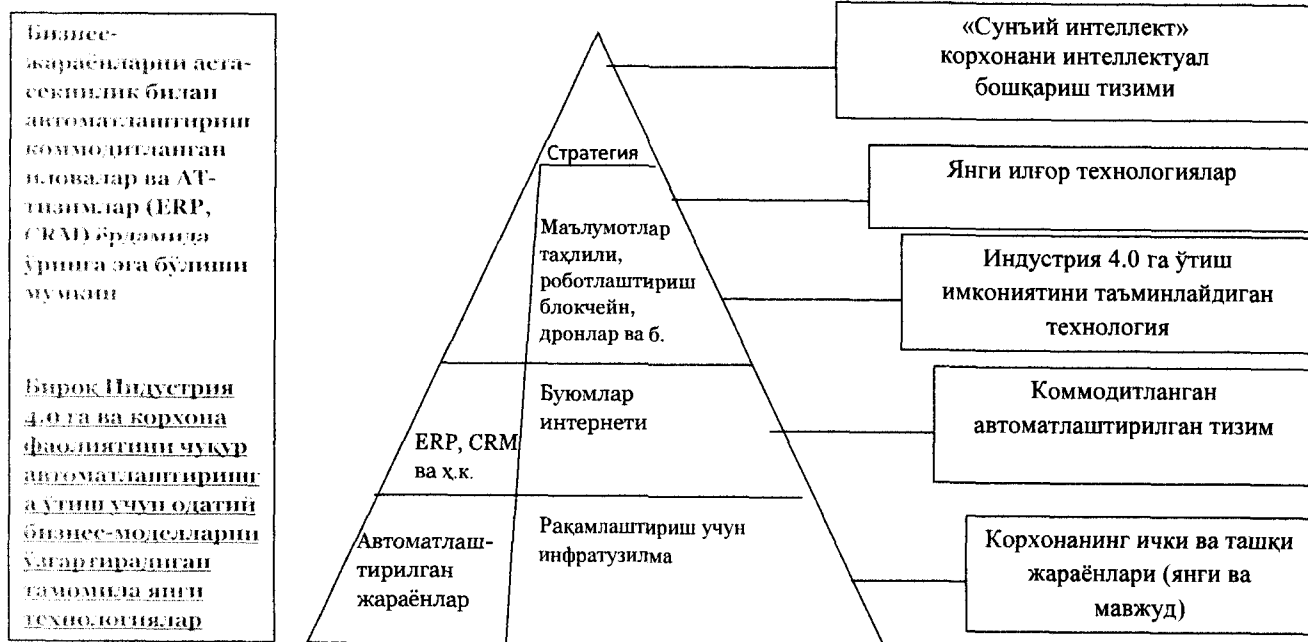 Бизнес-
жараёнларни аста-
секинлик билан
автоматлаштириш
коммодитланган
иловалар ва АТ-
тизимлар (ERP,
CRM) ёрдамида
ўринга эга бўлиши
мумкин
Бироқ Индустрия
4.0 га ва корхона
фаолиятини чуқур
автоматлаштиришг
а ўтиш учун одатий
бизнес-моделларни
ўзгартирадиган
тамомила янги
технологиялар
Стратегия
Маълумотлар
таҳлили,
роботлаштириш
блокчейн,
дронлар ва б.
ERP, CRM
ва ҳ.к.
Буюмлар
интернети
Автоматлаш-
тирилган
жараёнлар
Рақамлаштириш учун
инфратузилма
«Сунъий интеллект»
корхонани интеллектуал
бошқариш тизими
Янги илғор технологиялар
Индустрия 4.0 га ўтиш
имкониятини таъминлайдиган
технология
Коммодитланган
автоматлаштирилган тизим
Корхонанинг ички ва ташқи
жараёнлари (янги ва
мавжуд)